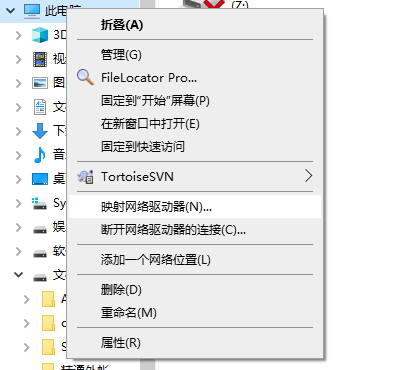 此电脑
(Z:)
折叠(A)
3D
管理(G)
视
FileLocator Pro...
图
固定到"开始"屏幕(P)
文
在新窗口中打开(E)
下
固定到快速访问
音
桌
TortoiseSVN
Sy
映射网络驱动器(N)...
娱
断开网络驱动器的连接(C)...
软
添加一个网络位置(L)
文
删除(D)
A
重命名(M)
c
属性(R)
S